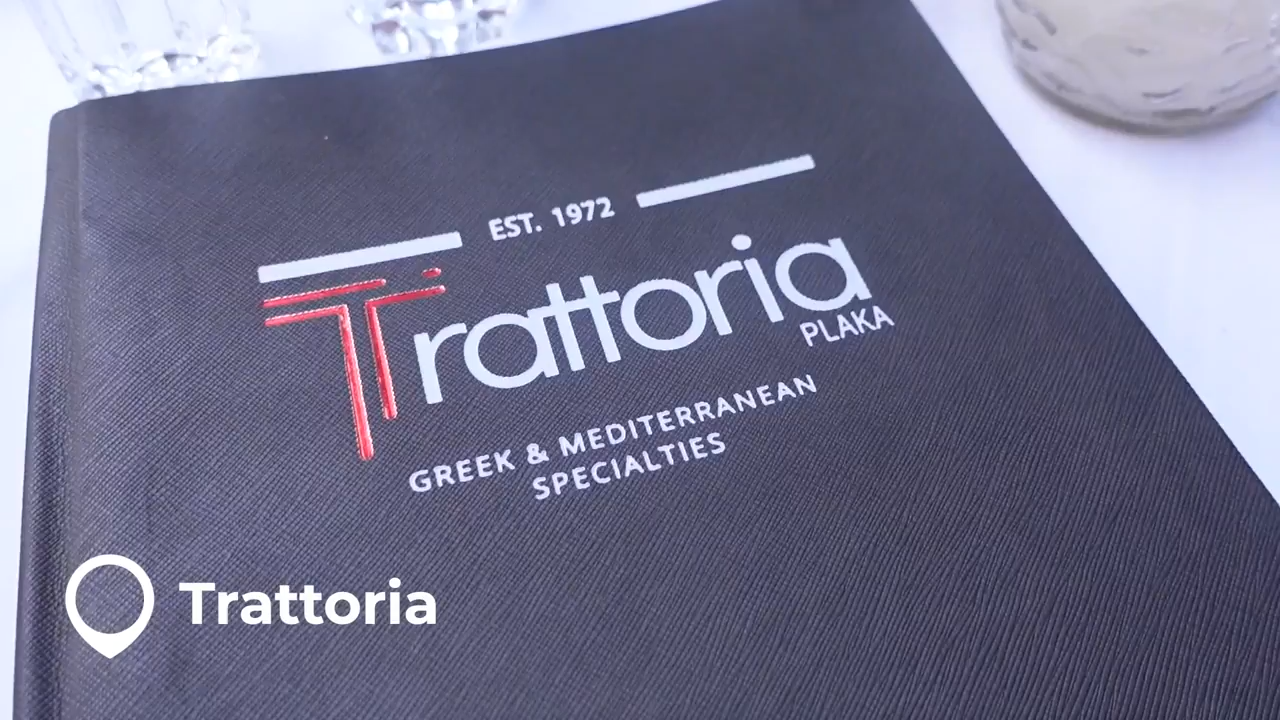 EST. 1972
Trattoria
PLAKA
GREEK & MEDITERRANEAN
SPECIALTIES
Trattoria